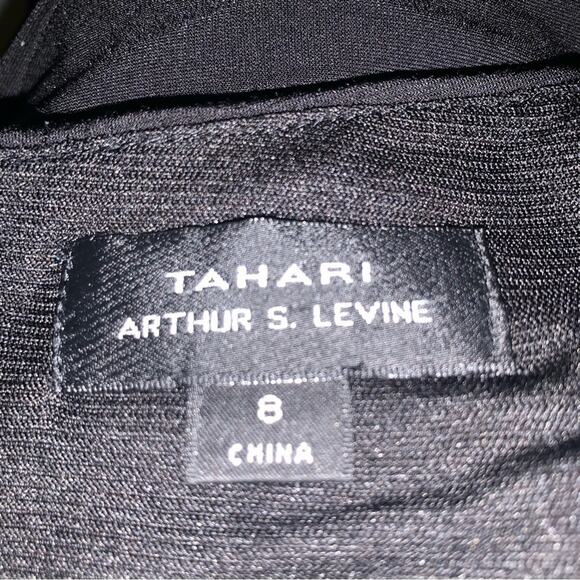 TAHARI
ARTHUR S. LEVINE
8
CHINA